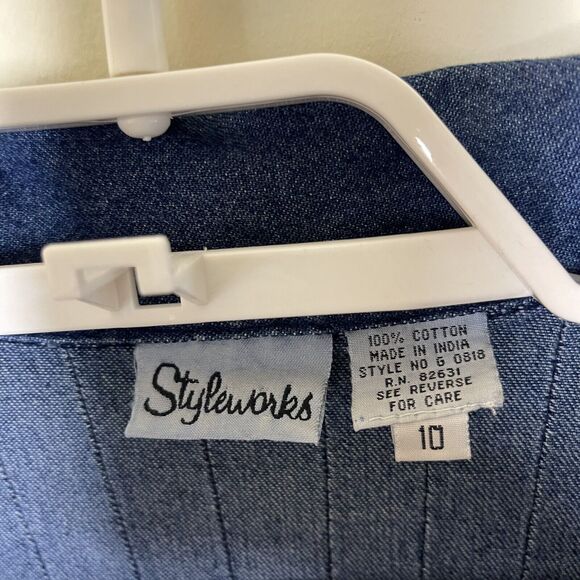 Styleworks
100% COTTON
MADE IN INDIA
STYLE NO G 0818
R.N. 82631
SEE REVERSE
FOR CARE
10